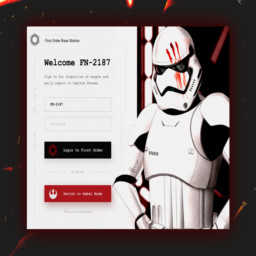 First Order Base Station
Welcome FN-2187
Sign in for inspection of weapon and
daily report to Captain Phasma.
FN-2187
Password
Login to First Order
Switch to Rebel Mode